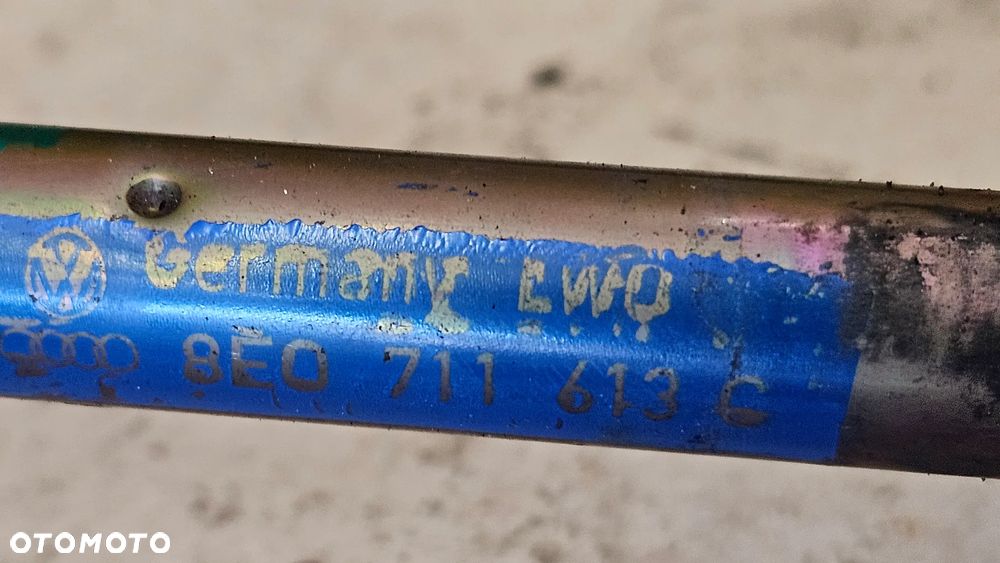 Germany LWO
8E0 711 613 C
OTOMOTO